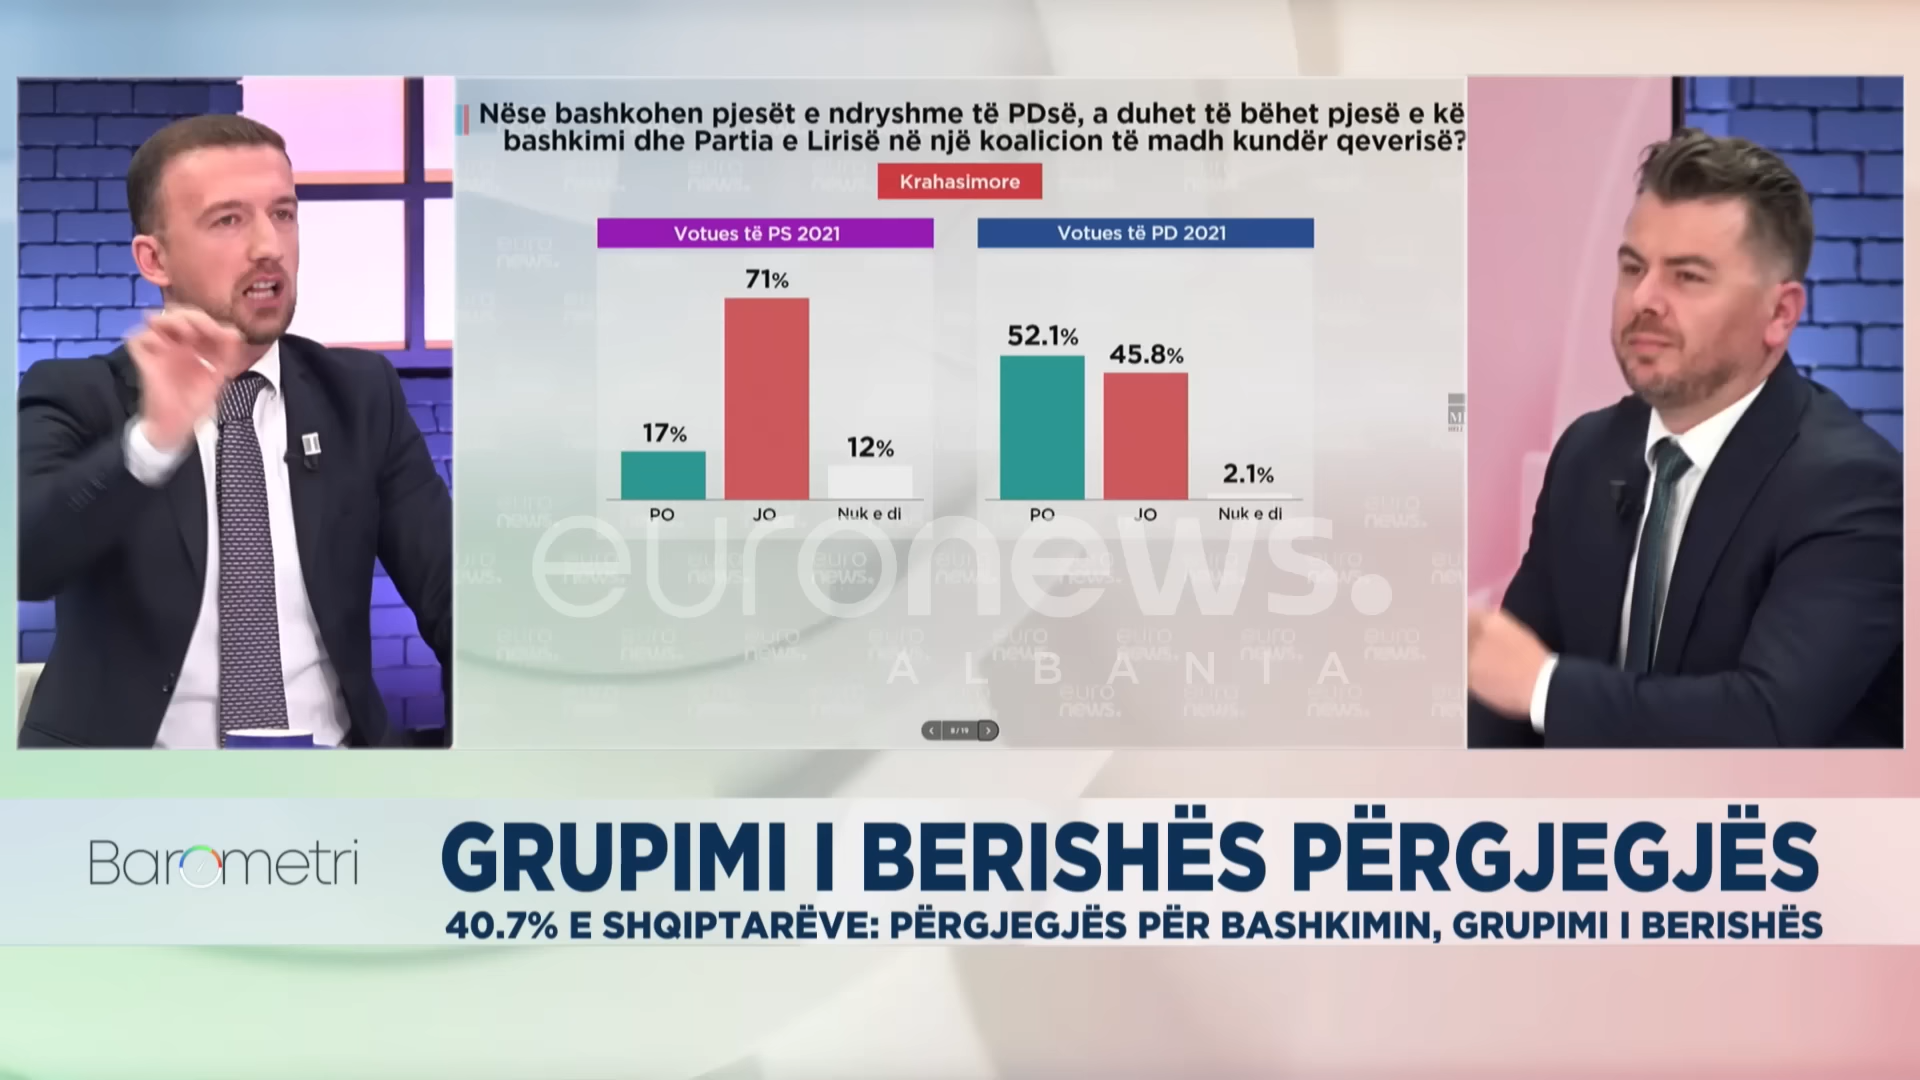 Nëse bashkohen pjesët e ndryshme të PDsë, a duhet të bëhet pjesë e kë
bashkimi dhe Partia e Lirisë në një koalicion të madh kundër qeverisë?
Krahasimore
Votues të PS 2021
Votues të PD 2021
71%
52.1%
45.8%
17%
12%
2.1%
PO
JO
Nuk e di
PO
JO
Nuk e di
euronews.
ALBANIA
8/19
Barometri
GRUPIMI I BERISHËS PËRGJEGJËS
40.7% E SHQIPTARËVE: PËRGJEGJËS PËR BASHKIMIN, GRUPIMI I BERISHËS